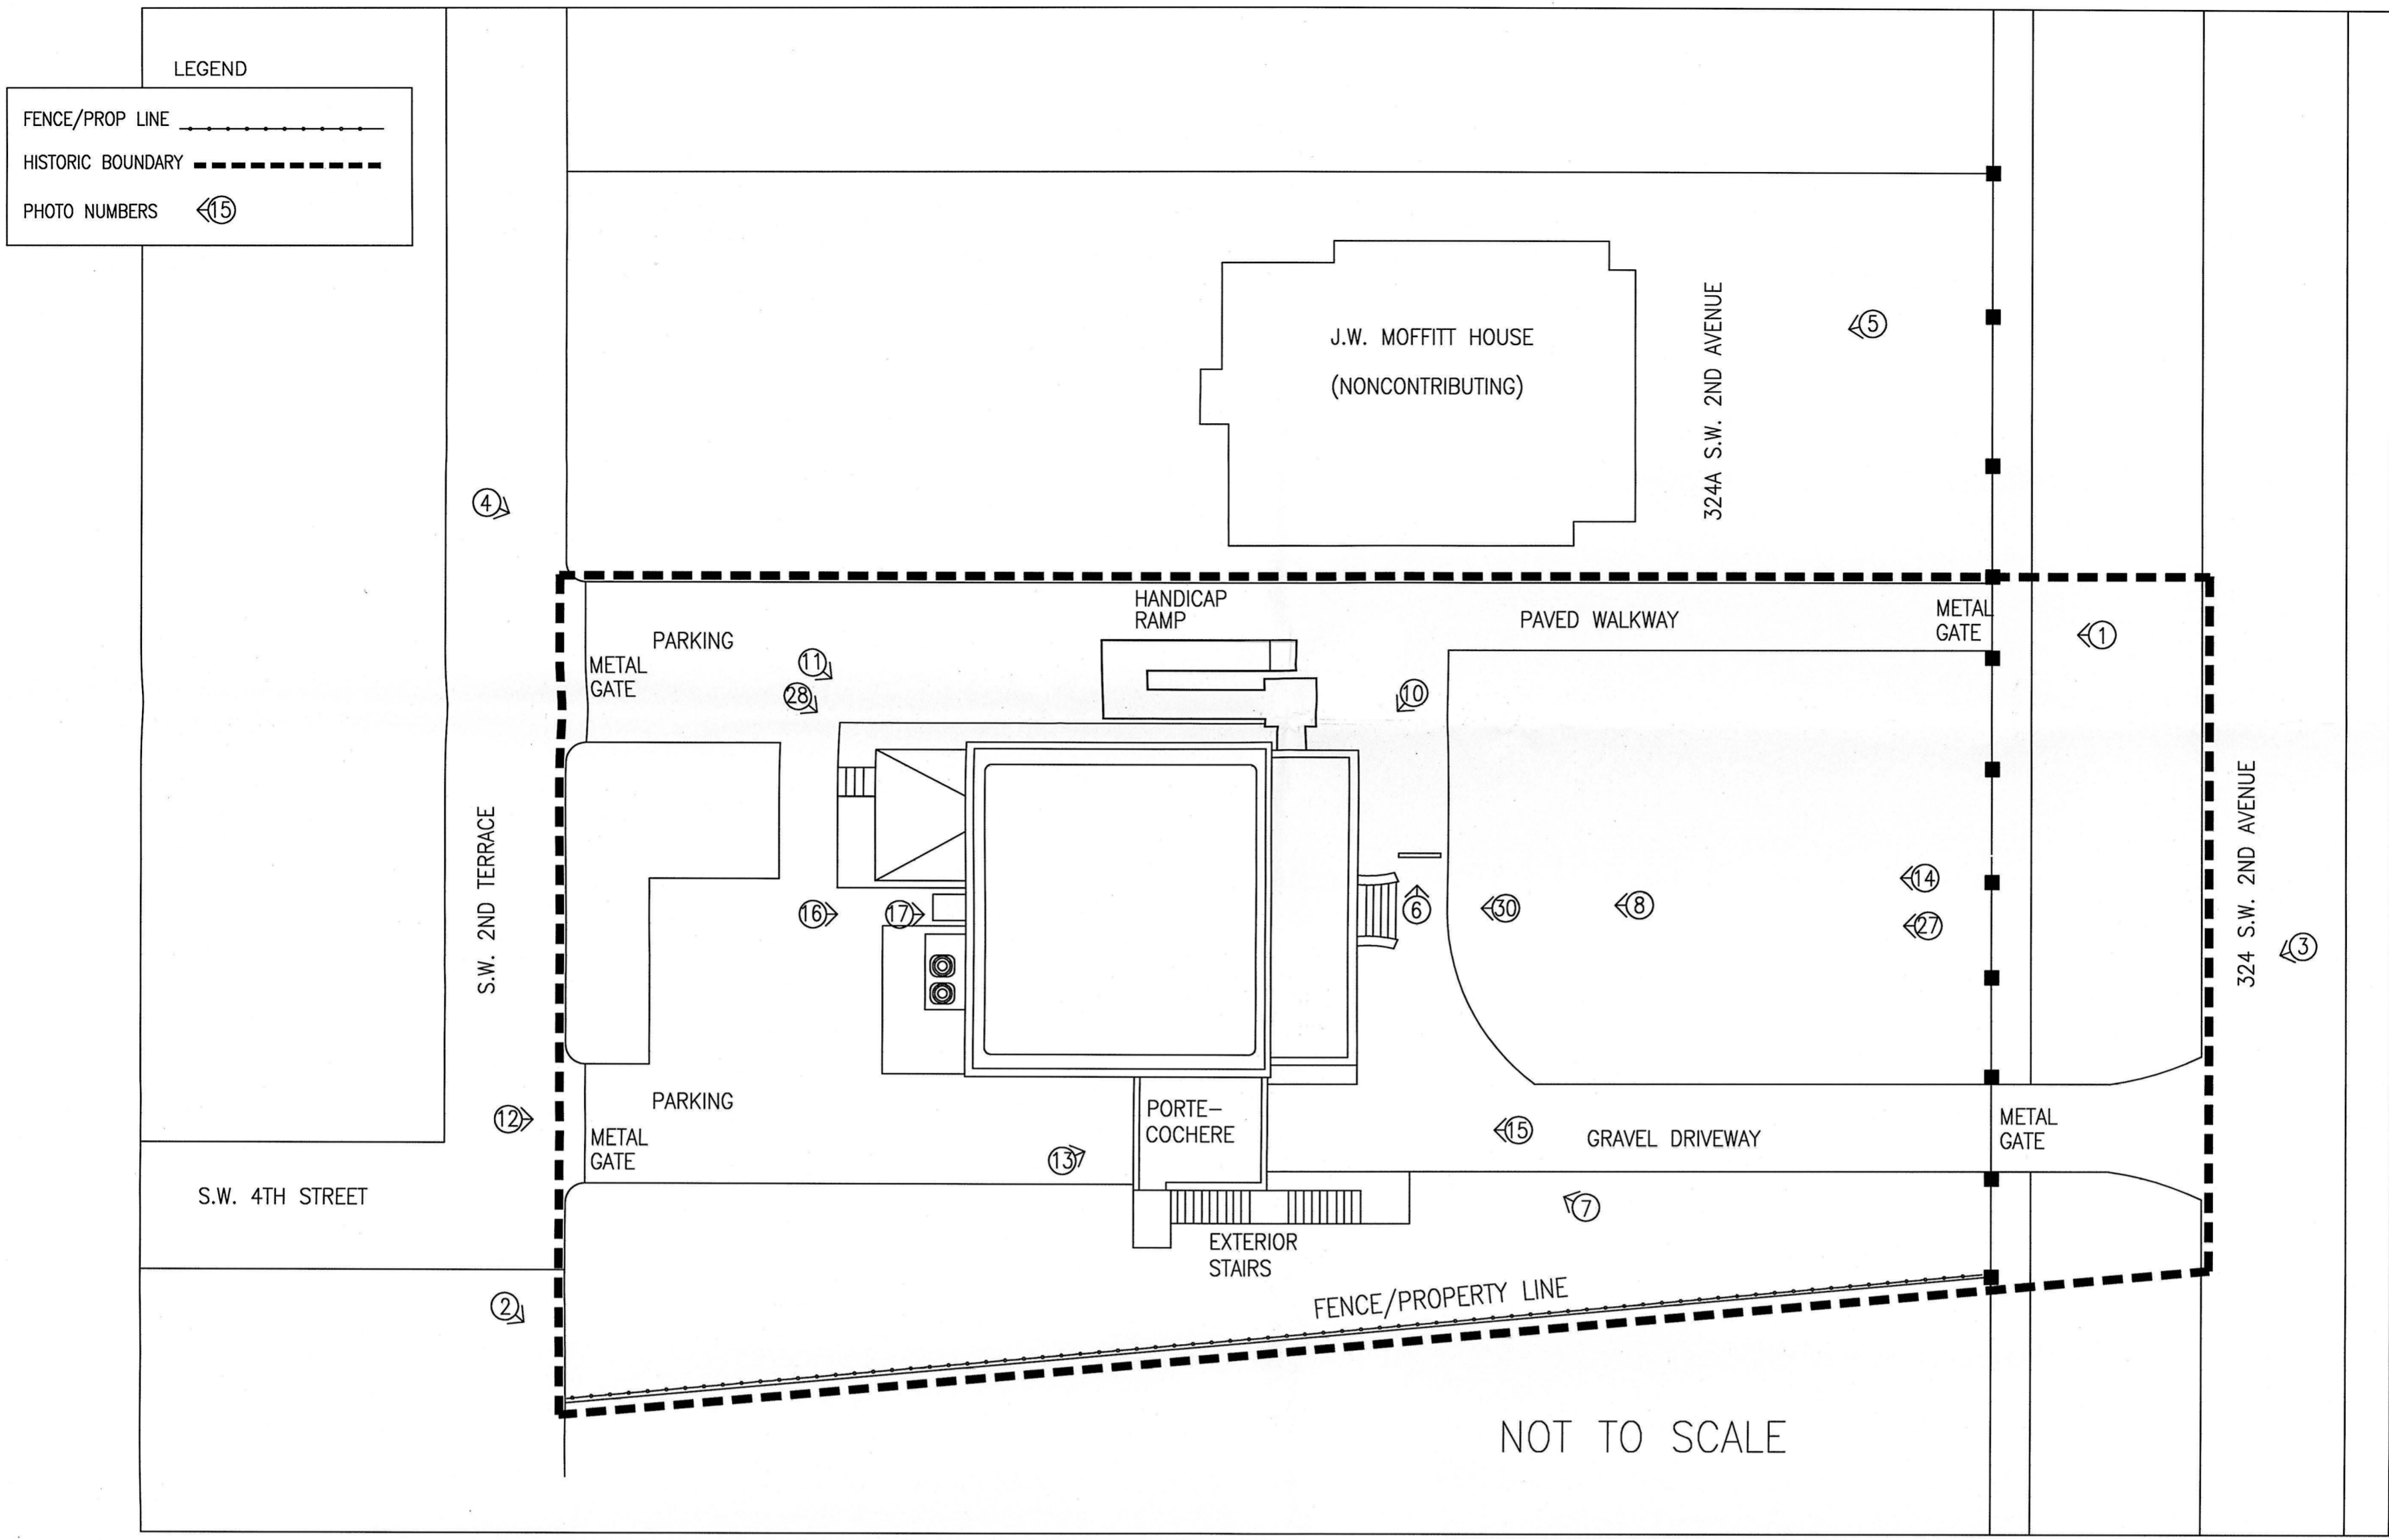 LEGEND
FENCE/PROP LINE
HISTORIC BOUNDARY
PHOTO NUMBERS 15
J.W. MOFFITT HOUSE
(NONCONTRIBUTING)
324A S.W. 2ND AVENUE
5
4
HANDICAP
RAMP
PAVED WALKWAY
METAL
GATE
1
PARKING
METAL
GATE
11
28
10
S.W. 2ND TERRACE
324 S.W. 2ND AVENUE
14
16
17
6
30
8
27
3
PARKING
12
METAL
GATE
PORTE-
COCHERE
13
15
GRAVEL DRIVEWAY
METAL
GATE
S.W. 4TH STREET
7
EXTERIOR
STAIRS
2
FENCE/PROPERTY LINE
NOT TO SCALE